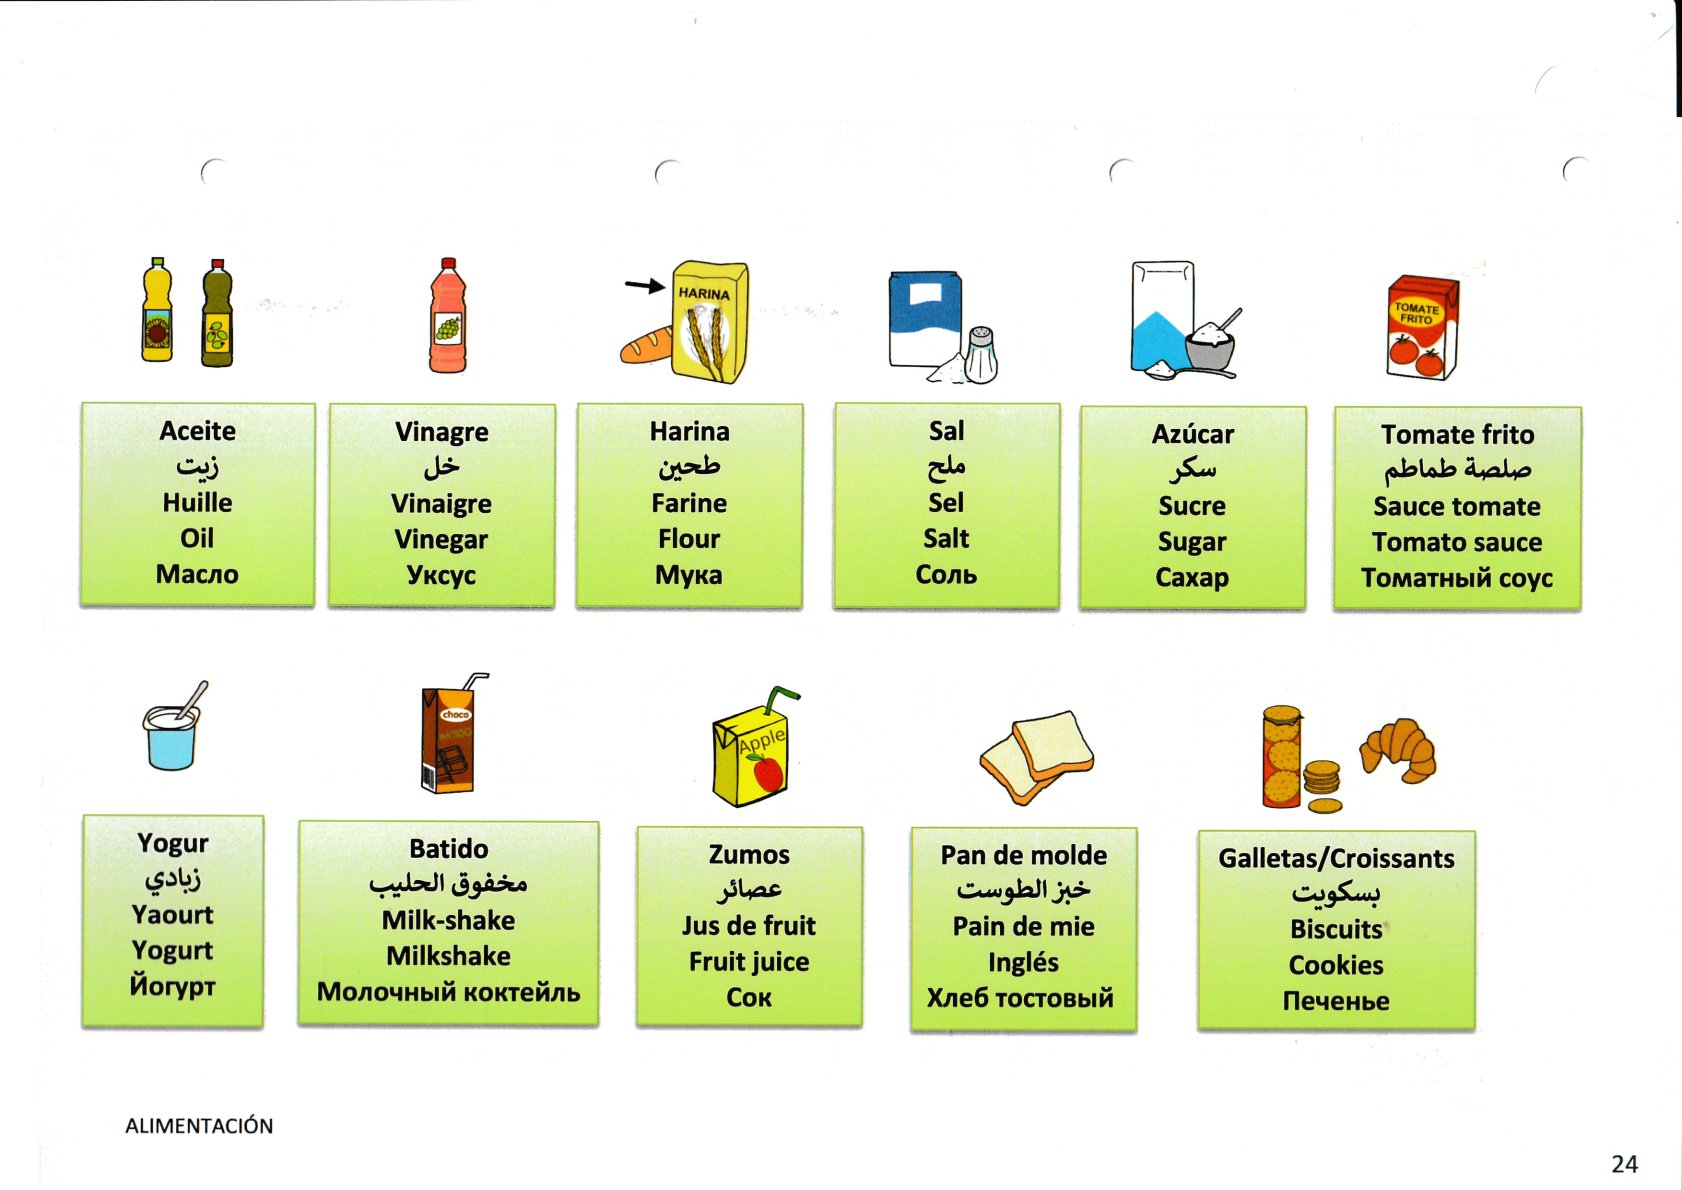 HARINA
TOMATE
FRITO
Aceite
زيت
Huille
Oil
Масло
Vinagre
خل
Vinaigre
Vinegar
Уксус
Harina
طحين
Farine
Flour
Мука
Sal
ملح
Sel
Salt
Соль
Azúcar
سكر
Sucre
Sugar
Сахар
Tomate frito
صلصة طماطم
Sauce tomate
Tomato sauce
Томатный соус
choco
BATIDO
Apple
Yogur
زبادي
Yaourt
Yogurt
Йогурт
Batido
مخفوق الحليب
Milk-shake
Milkshake
Молочный коктейль
Zumos
عصائر
Jus de fruit
Fruit juice
Сок
Pan de molde
خبز الطوست
Pain de mie
Inglés
Хлеб тостовый
Galletas/Croissants
بسكويت
Biscuits
Cookies
Печенье
ALIMENTACIÓN
24